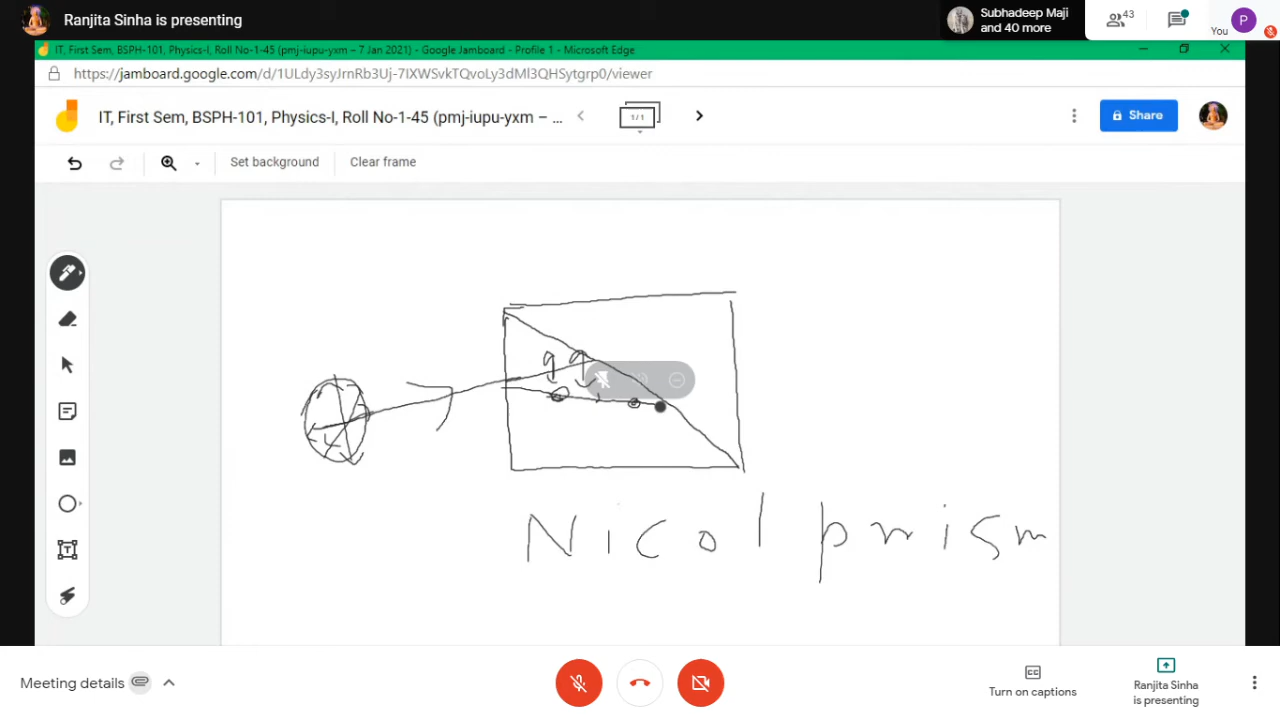 Ranjita Sinha is presenting
Subhadeep Maji
and 40 more
43
You
P
IT, First Sem, BSPH-101, Physics-I, Roll No-1-45 (pmj-iupu-yxm – 7 Jan 2021) - Google Jamboard - Profile 1 - Microsoft Edge
https://jamboard.google.com/d/1ULdy3syJrnRb3Uj-7IXWSvkTQvoLy3dMl3QHSytgrp0/viewer
IT, First Sem, BSPH-101, Physics-I, Roll No-1-45 (pmj-iupu-yxm – ...
1/1
Share
Set background
Clear frame
Nicol prism
Meeting details
Turn on captions
Ranjita Sinha
is presenting